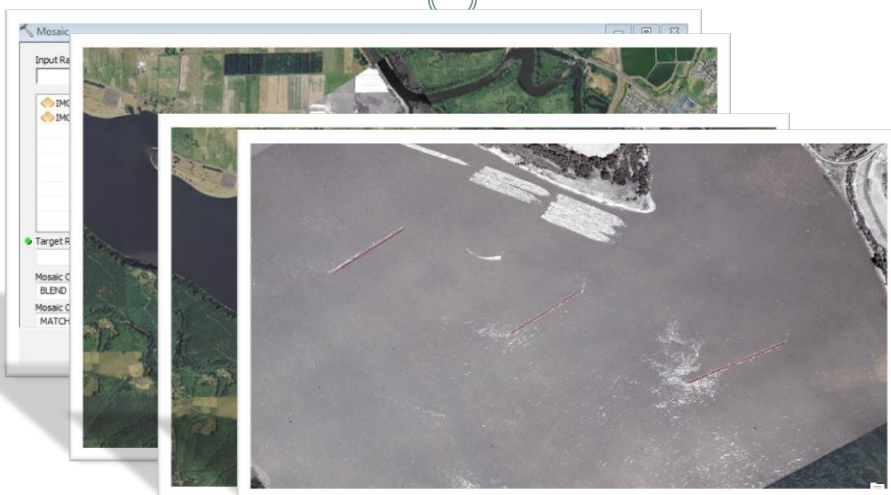 Mosaic
Input Ra
IMG
IMG
Target R
Mosaic C
BLEND
Mosaic C
MATCH